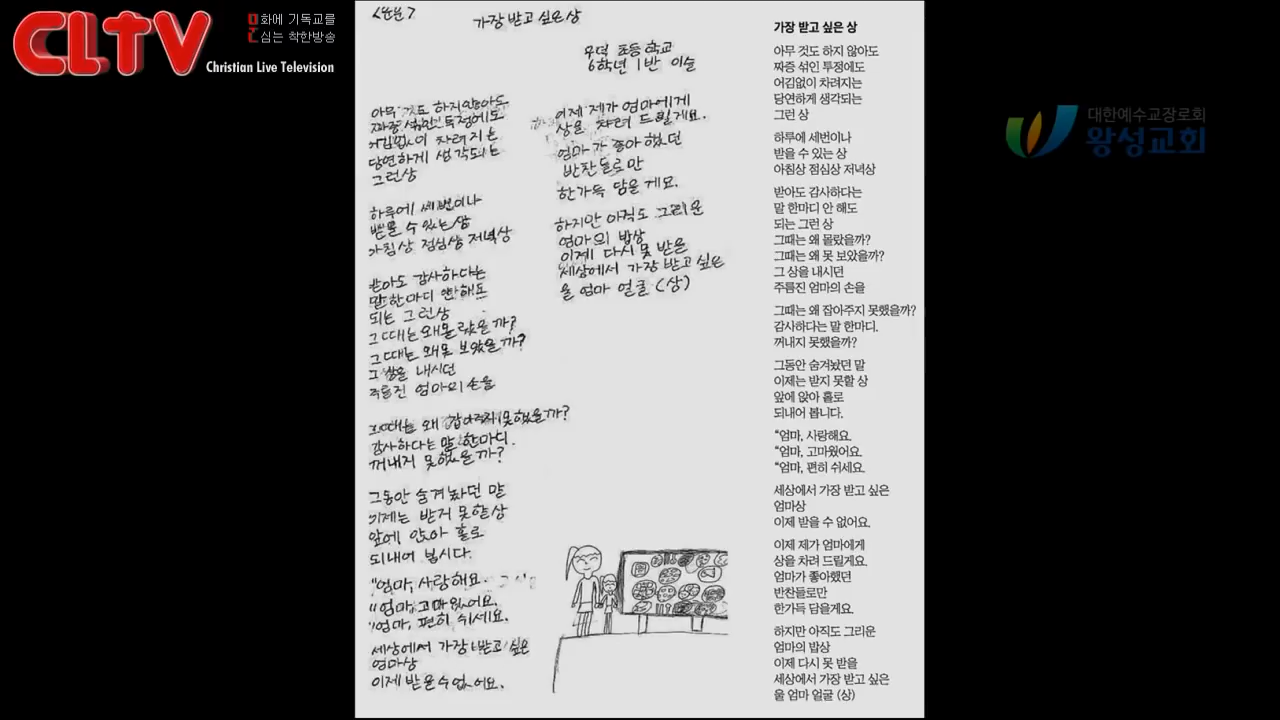 CLTV
문화에 기독교를
심는 착한방송
Christian Live Television
대한예수교장로회
왕성교회
가장 받고 싶은 상
우덕 초등학교
6학년 1반 이슬
아무 것도 하지 않아도
짜증 섞인 투정에도
어김없이 차려지는
당연하게 생각되는
그런상
하루에 세번이나
받을 수 있는 상
아침상 점심상 저녁상
받아도 감사하다는
말 한마디 안 해도
되는 그런상
그때는 왜 몰랐을까?
그때는 왜 못 보았을까?
그 상을 내시던
주름진 엄마의 손을
그때는 왜 잡아주지 못했을까?
감사하다는 말 한마디.
꺼내지 못했을까?
그동안 숨겨놨던 말
이제는 받지 못할 상
앞에 앉아 홀로
되내어 봅시다.
"엄마, 사랑해요.
"엄마, 고마웠어요.
"엄마, 편히 쉬세요.
세상에서 가장 받고 싶은
엄마상
이제 받을 수 없어요.
이제 제가 엄마에게
상을 차려 드릴게요.
엄마가 좋아했던
반찬들로만
한가득 담을게요.
하지만 아직도 그리운
엄마의 밥상
이제 다시 못 받을
세상에서 가장 받고 싶은
울 엄마 얼굴 (상)
가장 받고 싶은 상
아무 것도 하지 않아도
짜증 섞인 투정에도
어김없이 차려지는
당연하게 생각되는
그런 상
하루에 세번이나
받을 수 있는 상
아침상 점심상 저녁상
받아도 감사하다는
말 한마디 안 해도
되는 그런 상
그때는 왜 몰랐을까?
그때는 왜 못 보았을까?
그 상을 내시던
주름진 엄마의 손을
그때는 왜 잡아주지 못했을까?
감사하다는 말 한마디.
꺼내지 못했을까?
그동안 숨겨놨던 말
이제는 받지 못할 상
앞에 앉아 홀로
되내어 봅니다.
“엄마, 사랑해요.
“엄마, 고마웠어요.
“엄마, 편히 쉬세요.
세상에서 가장 받고 싶은
엄마상
이제 받을 수 없어요.
이제 제가 엄마에게
상을 차려 드릴게요.
엄마가 좋아했던
반찬들로만
한가득 담을게요.
하지만 아직도 그리운
엄마의 밥상
이제 다시 못 받을
세상에서 가장 받고 싶은
울 엄마 얼굴 (상)